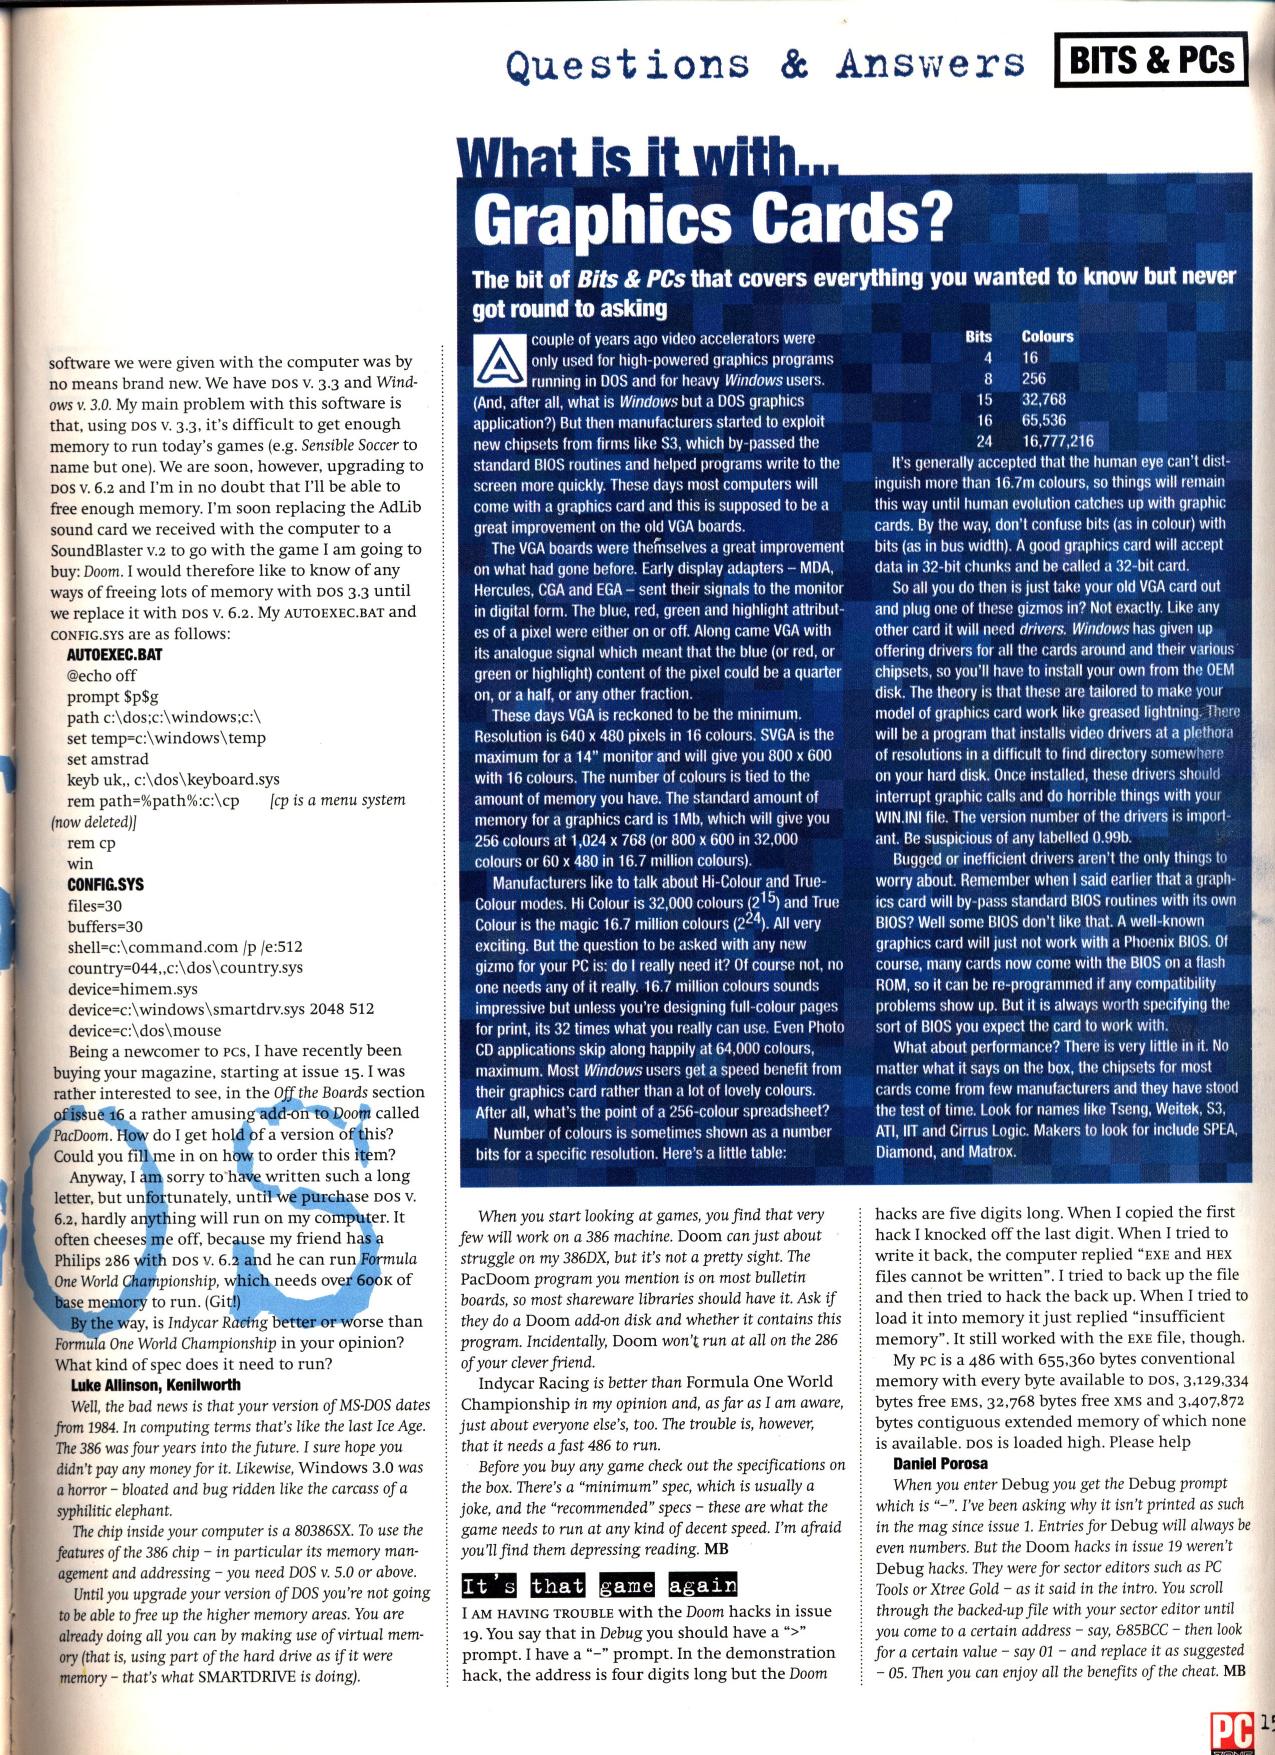 Questions & Answers
BITS & PCs
software we were given with the computer was by
no means brand new. We have DOS v. 3.3 and Wind-
ows v. 3.0. My main problem with this software is
that, using DOS v. 3.3, it's difficult to get enough
memory to run today's games (e.g. Sensible Soccer to
name but one). We are soon, however, upgrading to
DOS v. 6.2 and I'm in no doubt that I'll be able to
free enough memory. I'm soon replacing the AdLib
sound card we received with the computer to a
SoundBlaster v.2 to go with the game I am going to
buy: Doom. I would therefore like to know of any
ways of freeing lots of memory with DOS 3.3 until
we replace it with DOS v. 6.2. My AUTOEXEC.BAT and
CONFIG.SYS are as follows:
AUTOEXEC.BAT
@echo off
prompt $p$g
path c:\dos;c:\windows;c:\
set temp=c:\windows\temp
set amstrad
keyb uk,, c:\dos\keyboard.sys
rem path=%path%:c:\cp [cp is a menu system
(now deleted)]
rem cp
win
CONFIG.SYS
files=30
buffers=30
shell=c:\command.com /p /e:512
country=044,,c:\dos\country.sys
device=himem.sys
device=c:\windows\smartdrv.sys 2048 512
device=c:\dos\mouse
Being a newcomer to PCs, I have recently been
buying your magazine, starting at issue 15. I was
rather interested to see, in the Off the Boards section
of issue 16 a rather amusing add-on to Doom called
PacDoom. How do I get hold of a version of this?
Could you fill me in on how to order this item?
Anyway, I am sorry to have written such a long
letter, but unfortunately, until we purchase DOS v.
6.2, hardly anything will run on my computer. It
often cheeses me off, because my friend has a
Philips 286 with DOS v. 6.2 and he can run Formula
One World Championship, which needs over 600k of
base memory to run. (Git!)
By the way, is Indycar Racing better or worse than
Formula One World Championship in your opinion?
What kind of spec does it need to run?
Luke Allinson, Kenilworth
Well, the bad news is that your version of MS-DOS dates
from 1984. In computing terms that's like the last Ice Age.
The 386 was four years into the future. I sure hope you
didn't pay any money for it. Likewise, Windows 3.0 was
a horror – bloated and bug ridden like the carcass of a
syphilitic elephant.
The chip inside your computer is a 80386SX. To use the
features of the 386 chip – in particular its memory man-
agement and addressing – you need DOS v. 5.0 or above.
Until you upgrade your version of DOS you're not going
to be able to free up the higher memory areas. You are
already doing all you can by making use of virtual mem-
ory (that is, using part of the hard drive as if it were
memory – that's what SMARTDRIVE is doing).
What is it with...
Graphics Cards?
The bit of Bits & PCs that covers everything you wanted to know but never
got round to asking
A couple of years ago video accelerators were
only used for high-powered graphics programs
running in DOS and for heavy Windows users.
(And, after all, what is Windows but a DOS graphics
application?) But then manufacturers started to exploit
new chipsets from firms like S3, which by-passed the
standard BIOS routines and helped programs write to the
screen more quickly. These days most computers will
come with a graphics card and this is supposed to be a
great improvement on the old VGA boards.
The VGA boards were themselves a great improvement
on what had gone before. Early display adapters – MDA,
Hercules, CGA and EGA – sent their signals to the monitor
in digital form. The blue, red, green and highlight attribut-
es of a pixel were either on or off. Along came VGA with
its analogue signal which meant that the blue (or red, or
green or highlight) content of the pixel could be a quarter
on, or a half, or any other fraction.
These days VGA is reckoned to be the minimum.
Resolution is 640 x 480 pixels in 16 colours. SVGA is the
maximum for a 14" monitor and will give you 800 x 600
with 16 colours. The number of colours is tied to the
amount of memory you have. The standard amount of
memory for a graphics card is 1Mb, which will give you
256 colours at 1,024 x 768 (or 800 x 600 in 32,000
colours or 60 x 480 in 16.7 million colours).
Manufacturers like to talk about Hi-Colour and True-
Colour modes. Hi Colour is 32,000 colours (2^15) and True
Colour is the magic 16.7 million colours (2^24). All very
exciting. But the question to be asked with any new
gizmo for your PC is: do I really need it? Of course not, no
one needs any of it really. 16.7 million colours sounds
impressive but unless you're designing full-colour pages
for print, its 32 times what you really can use. Even Photo
CD applications skip along happily at 64,000 colours,
maximum. Most Windows users get a speed benefit from
their graphics card rather than a lot of lovely colours.
After all, what's the point of a 256-colour spreadsheet?
Number of colours is sometimes shown as a number
bits for a specific resolution. Here's a little table:
Bits Colours
4 16
8 256
15 32,768
16 65,536
24 16,777,216
It's generally accepted that the human eye can't dist-
inguish more than 16.7m colours, so things will remain
this way until human evolution catches up with graphic
cards. By the way, don't confuse bits (as in colour) with
bits (as in bus width). A good graphics card will accept
data in 32-bit chunks and be called a 32-bit card.
So all you do then is just take your old VGA card out
and plug one of these gizmos in? Not exactly. Like any
other card it will need drivers. Windows has given up
offering drivers for all the cards around and their various
chipsets, so you'll have to install your own from the OEM
disk. The theory is that these are tailored to make your
model of graphics card work like greased lightning. There
will be a program that installs video drivers at a plethora
of resolutions in a difficult to find directory somewhere
on your hard disk. Once installed, these drivers should
interrupt graphic calls and do horrible things with your
WIN.INI file. The version number of the drivers is import-
ant. Be suspicious of any labelled 0.99b.
Bugged or inefficient drivers aren't the only things to
worry about. Remember when I said earlier that a graph-
ics card will by-pass standard BIOS routines with its own
BIOS? Well some BIOS don't like that. A well-known
graphics card will just not work with a Phoenix BIOS. Of
course, many cards now come with the BIOS on a flash
ROM, so it can be re-programmed if any compatibility
problems show up. But it is always worth specifying the
sort of BIOS you expect the card to work with.
What about performance? There is very little in it. No
matter what it says on the box, the chipsets for most
cards come from few manufacturers and they have stood
the test of time. Look for names like Tseng, Weitek, S3,
ATI, IIT and Cirrus Logic. Makers to look for include SPEA,
Diamond, and Matrox.
When you start looking at games, you find that very
few will work on a 386 machine. Doom can just about
struggle on my 386DX, but it's not a pretty sight. The
PacDoom program you mention is on most bulletin
boards, so most shareware libraries should have it. Ask if
they do a Doom add-on disk and whether it contains this
program. Incidentally, Doom won't run at all on the 286
of your clever friend.
Indycar Racing is better than Formula One World
Championship in my opinion and, as far as I am aware,
just about everyone else's, too. The trouble is, however,
that it needs a fast 486 to run.
Before you buy any game check out the specifications on
the box. There's a "minimum" spec, which is usually a
joke, and the "recommended" specs – these are what the
game needs to run at any kind of decent speed. I'm afraid
you'll find them depressing reading. MB
It's that game again
I AM HAVING TROUBLE with the Doom hacks in issue
19. You say that in Debug you should have a ">"
prompt. I have a "–" prompt. In the demonstration
hack, the address is four digits long but the Doom
hacks are five digits long. When I copied the first
hack I knocked off the last digit. When I tried to
write it back, the computer replied "EXE and HEX
files cannot be written". I tried to back up the file
and then tried to hack the back up. When I tried to
load it into memory it just replied "insufficient
memory". It still worked with the EXE file, though.
My PC is a 486 with 655,360 bytes conventional
memory with every byte available to DOS, 3,129,334
bytes free EMS, 32,768 bytes free XMS and 3,407,872
bytes contiguous extended memory of which none
is available. DOS is loaded high. Please help
Daniel Porosa
When you enter Debug you get the Debug prompt
which is "–". I've been asking why it isn't printed as such
in the mag since issue 1. Entries for Debug will always be
even numbers. But the Doom hacks in issue 19 weren't
Debug hacks. They were for sector editors such as PC
Tools or Xtree Gold – as it said in the intro. You scroll
through the backed-up file with your sector editor until
you come to a certain address – say, 685BCC – then look
for a certain value – say 01 – and replace it as suggested
– 05. Then you can enjoy all the benefits of the cheat. MB
OS
PC